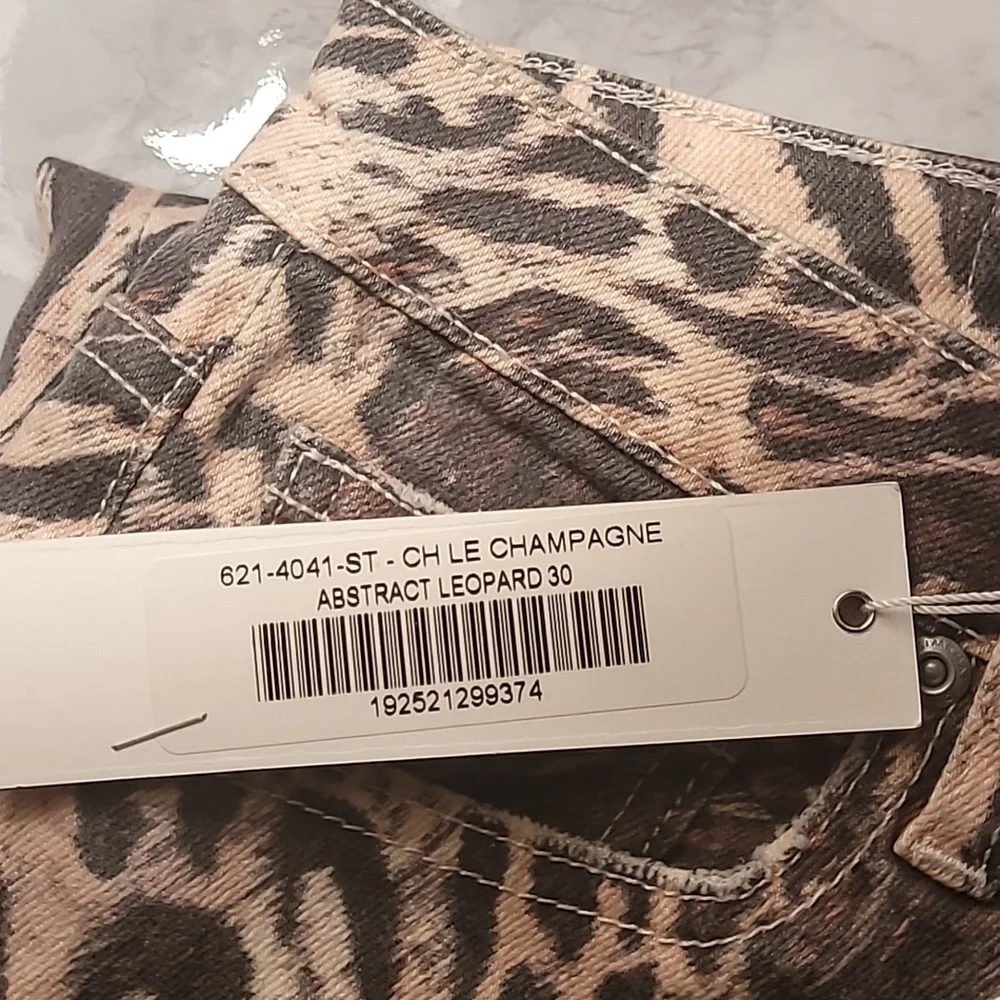 621-4041-ST - CH LE CHAMPAGNE
ABSTRACT LEOPARD 30
192521299374